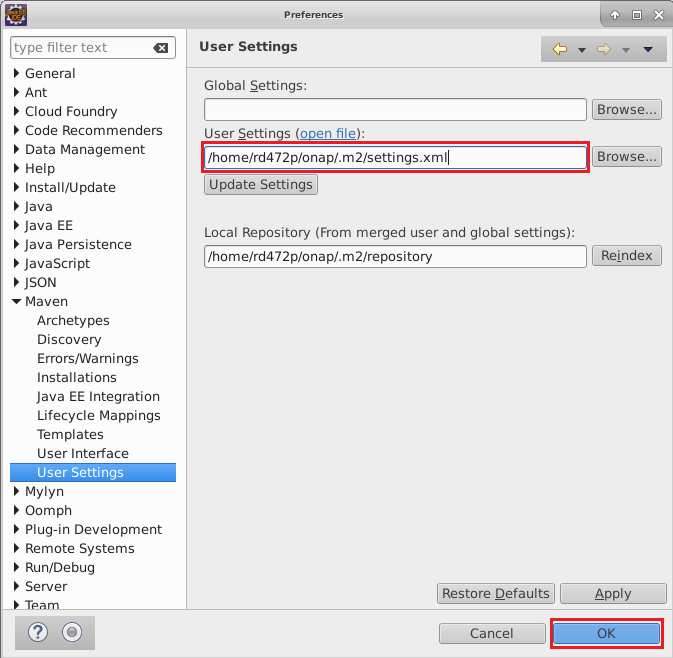 Preferences
type filter text
General
Ant
Cloud Foundry
Code Recommenders
Data Management
Help
Install/Update
Java
Java EE
Java Persistence
JavaScript
JSON
Maven
Archetypes
Discovery
Errors/Warnings
Installations
Java EE Integration
Lifecycle Mappings
Templates
User Interface
User Settings
Mylyn
Oomph
Plug-in Development
Remote Systems
Run/Debug
Server
Team
User Settings
Global Settings:
Browse...
User Settings (open file):
/home/rd472p/onap/.m2/settings.xml
Browse...
Update Settings
Local Repository (From merged user and global settings):
/home/rd472p/onap/.m2/repository
Reindex
Restore Defaults
Apply
?
Cancel
OK